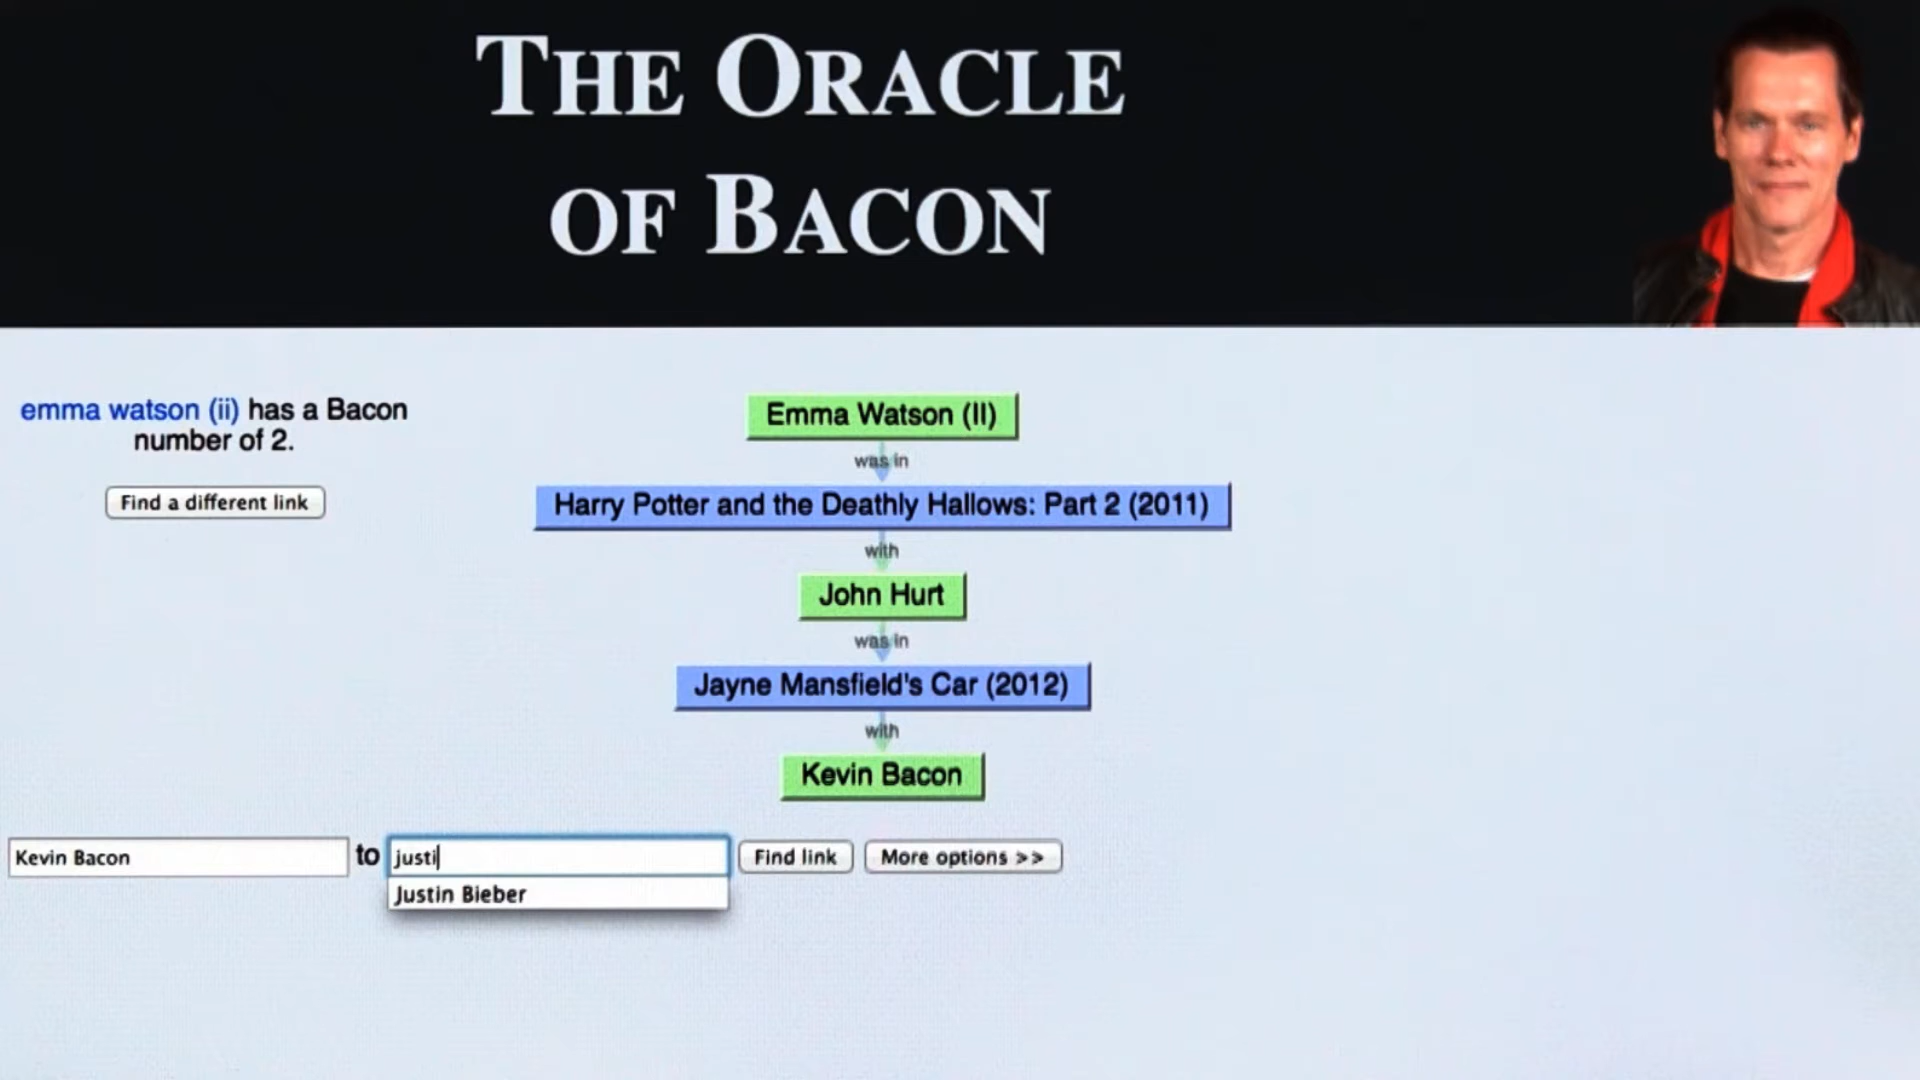 THE ORACLE
OF BACON
emma watson (ii) has a Bacon
number of 2.
Find a different link
Emma Watson (II)
was in
Harry Potter and the Deathly Hallows: Part 2 (2011)
with
John Hurt
was in
Jayne Mansfield's Car (2012)
with
Kevin Bacon
Kevin Bacon to justi Find link More options >>
Justin Bieber